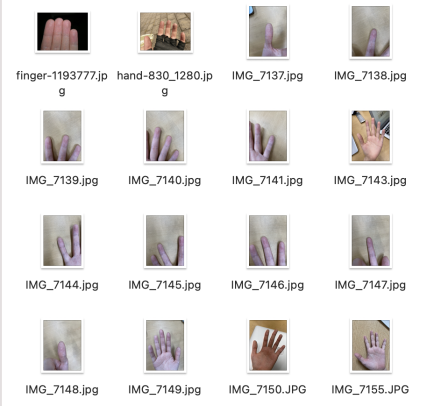 finger-1193777.jp
g
hand-830_1280.jp
g
IMG_7137.jpg
IMG_7138.jpg
IMG_7139.jpg
IMG_7140.jpg
IMG_7141.jpg
IMG_7143.jpg
IMG_7144.jpg
IMG_7145.jpg
IMG_7146.jpg
IMG_7147.jpg
IMG_7148.jpg
IMG_7149.jpg
IMG_7150.JPG
IMG_7155.JPG